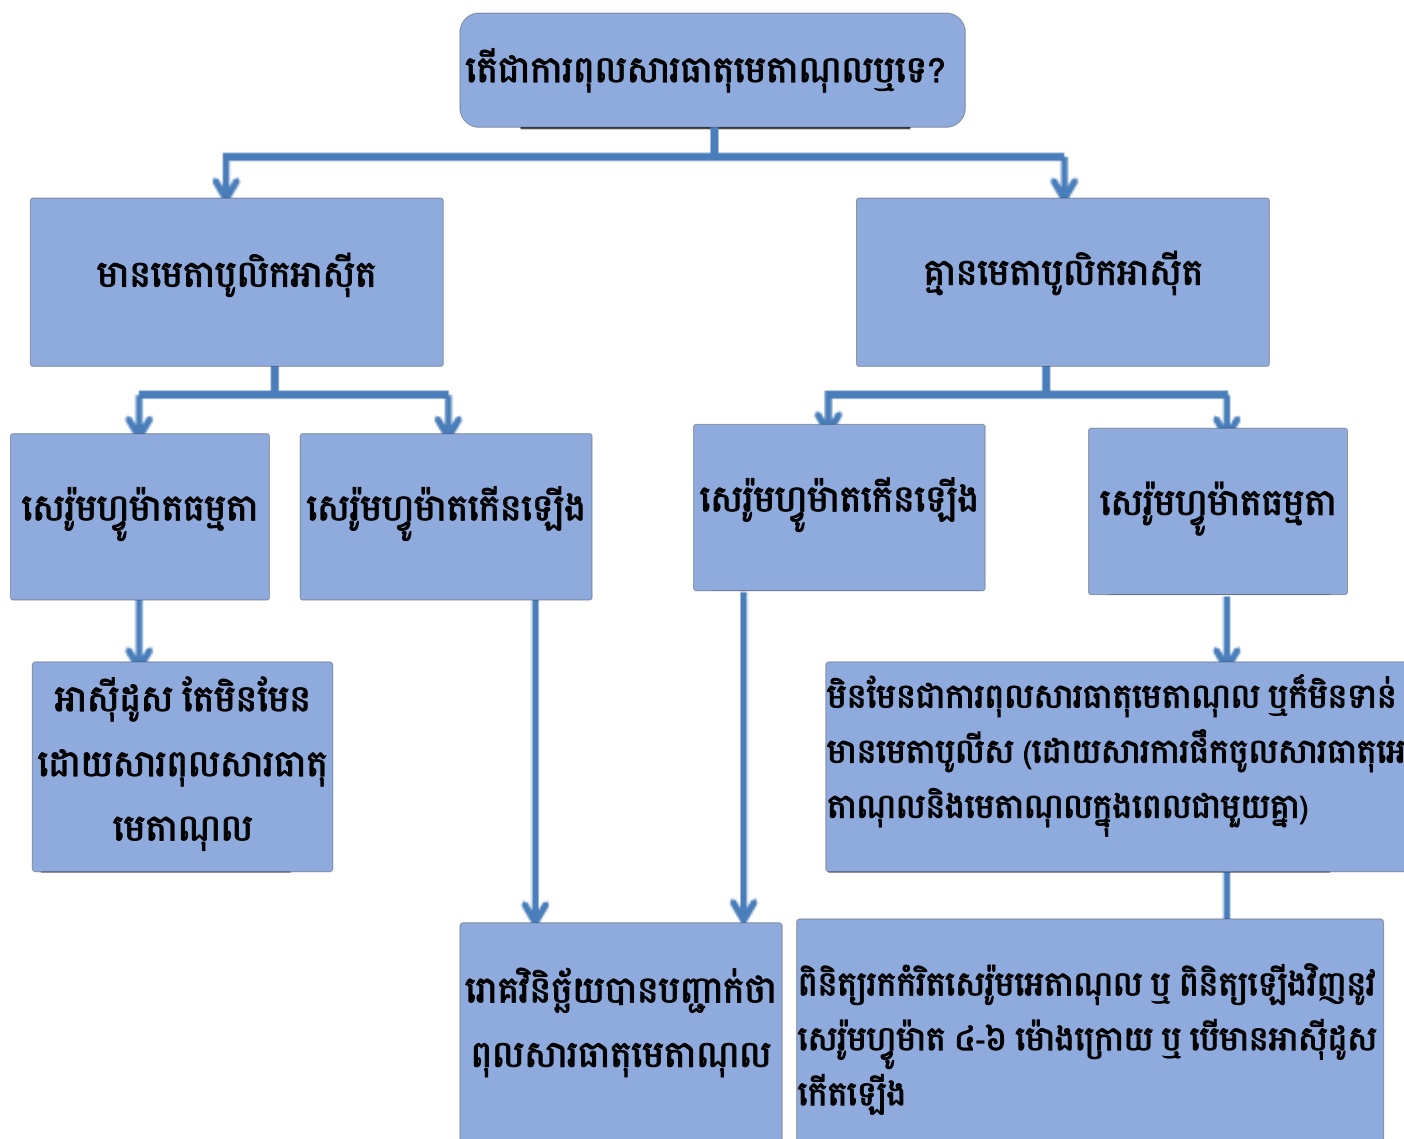 តើជាការពុលសារធាតុមេតាណុលឬទេ?
មានមេតាបូលិកអាស៊ីត
គ្មានមេតាបូលិកអាស៊ីត
សេរ៉ូមហ្វូម៉ាតធម្មតា
សេរ៉ូមហ្វូម៉ាតកើនឡើង
សេរ៉ូមហ្វូម៉ាតកើនឡើង
សេរ៉ូមហ្វូម៉ាតធម្មតា
អាស៊ីដូស តែមិនមែន
ដោយសារពុលសារធាតុ
មេតាណុល
មិនមែនជាការពុលសារធាតុមេតាណុល ឬក៏មិនទាន់
មានមេតាបូលីស (ដោយសារការផឹកចូលសារធាតុអេ
តាណុលនិងមេតាណុលក្នុងពេលជាមួយគ្នា)
រោគវិនិច្ឆ័យបានបញ្ជាក់ថា
ពុលសារធាតុមេតាណុល
ពិនិត្យរកកំរិតសេរ៉ូមអេតាណុល ឬ ពិនិត្យឡើងវិញនូវ
សេរ៉ូមហ្វូម៉ាត ៤-៦ ម៉ោងក្រោយ ឬ បើមានអាស៊ីដូស
កើតឡើង